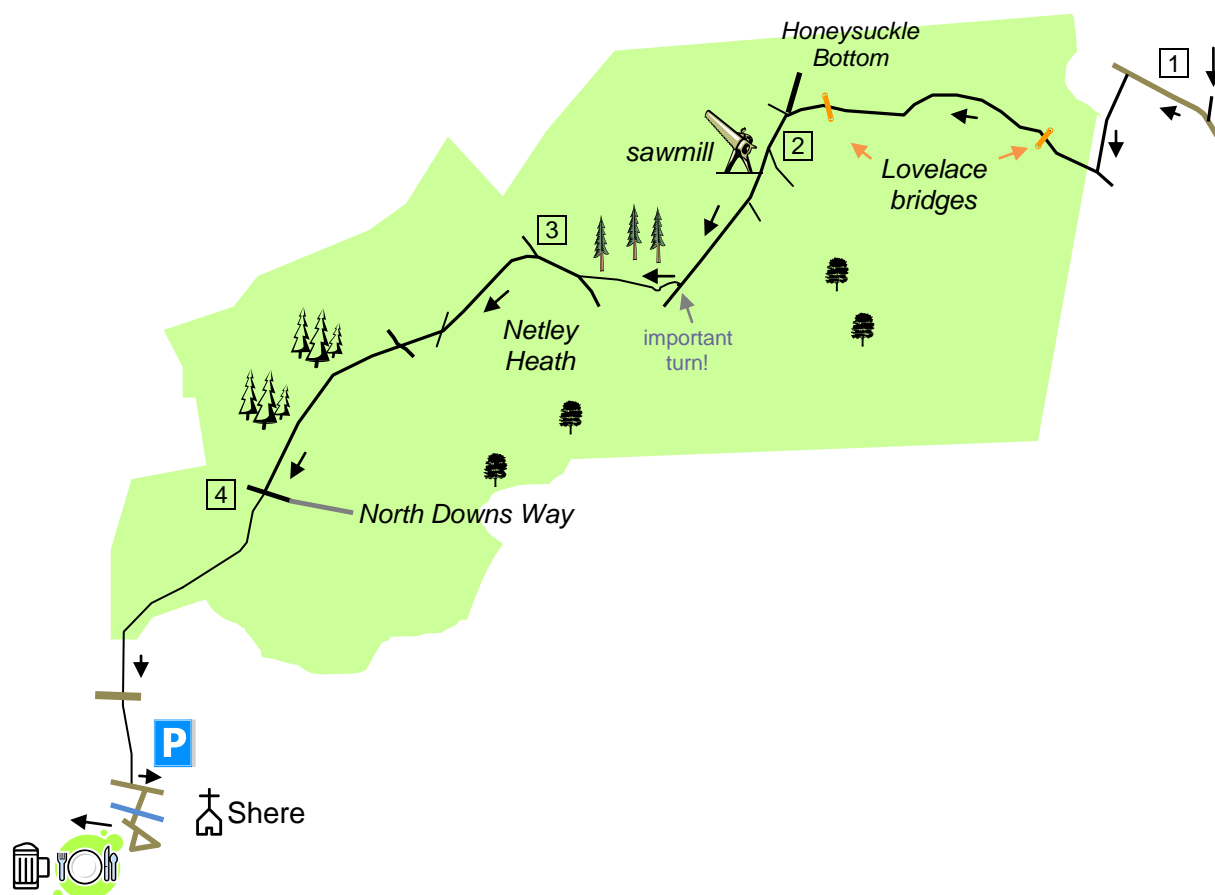 Honeysuckle
Bottom
1
sawmill
2
Lovelace
bridges
3
Netley
Heath
important
turn!
4
North Downs Way
P
Shere